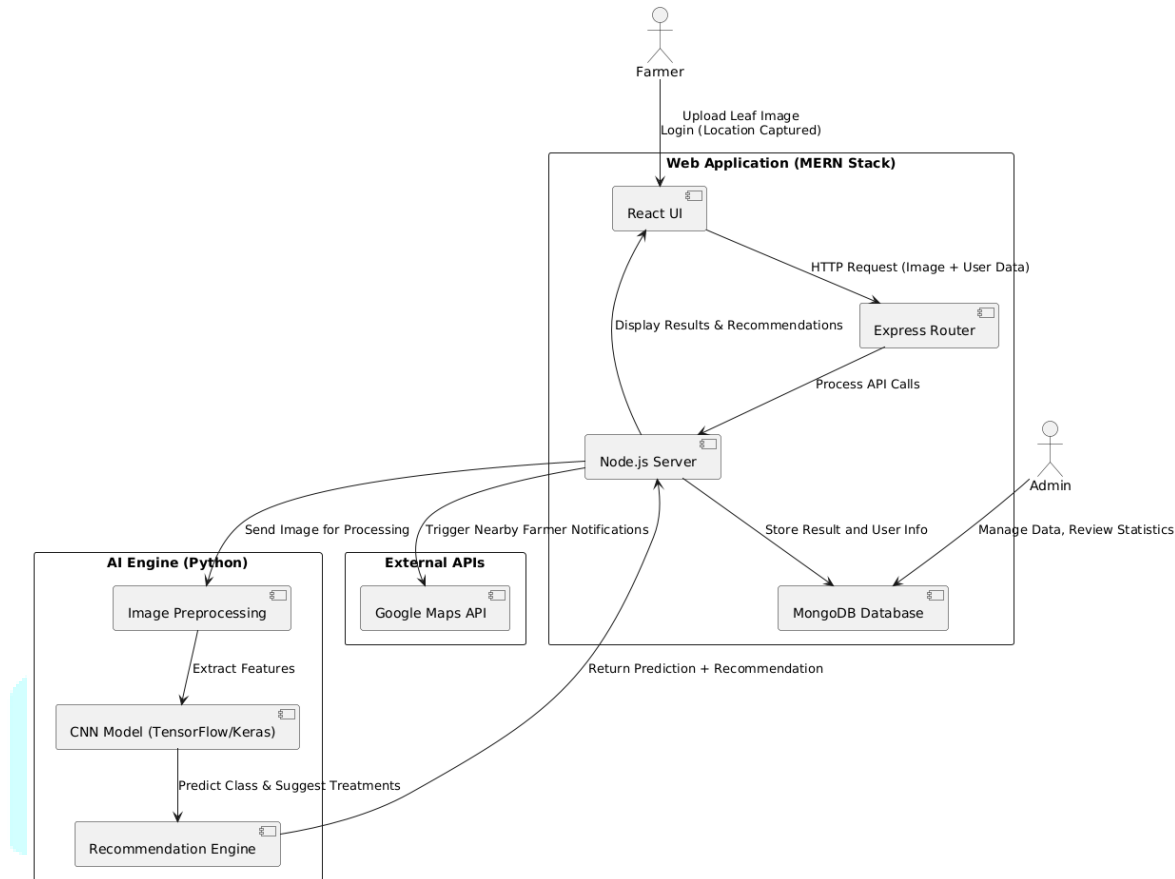 Farmer
Upload Leaf Image
Login (Location Captured)
Web Application (MERN Stack)
React UI
HTTP Request (Image + User Data)
Express Router
Display Results & Recommendations
Process API Calls
Node.js Server
Admin
Send Image for Processing
Trigger Nearby Farmer Notifications
Store Result and User Info
Manage Data, Review Statistics
AI Engine (Python)
External APIs
Image Preprocessing
Google Maps API
MongoDB Database
Extract Features
Return Prediction + Recommendation
CNN Model (TensorFlow/Keras)
Predict Class & Suggest Treatments
Recommendation Engine